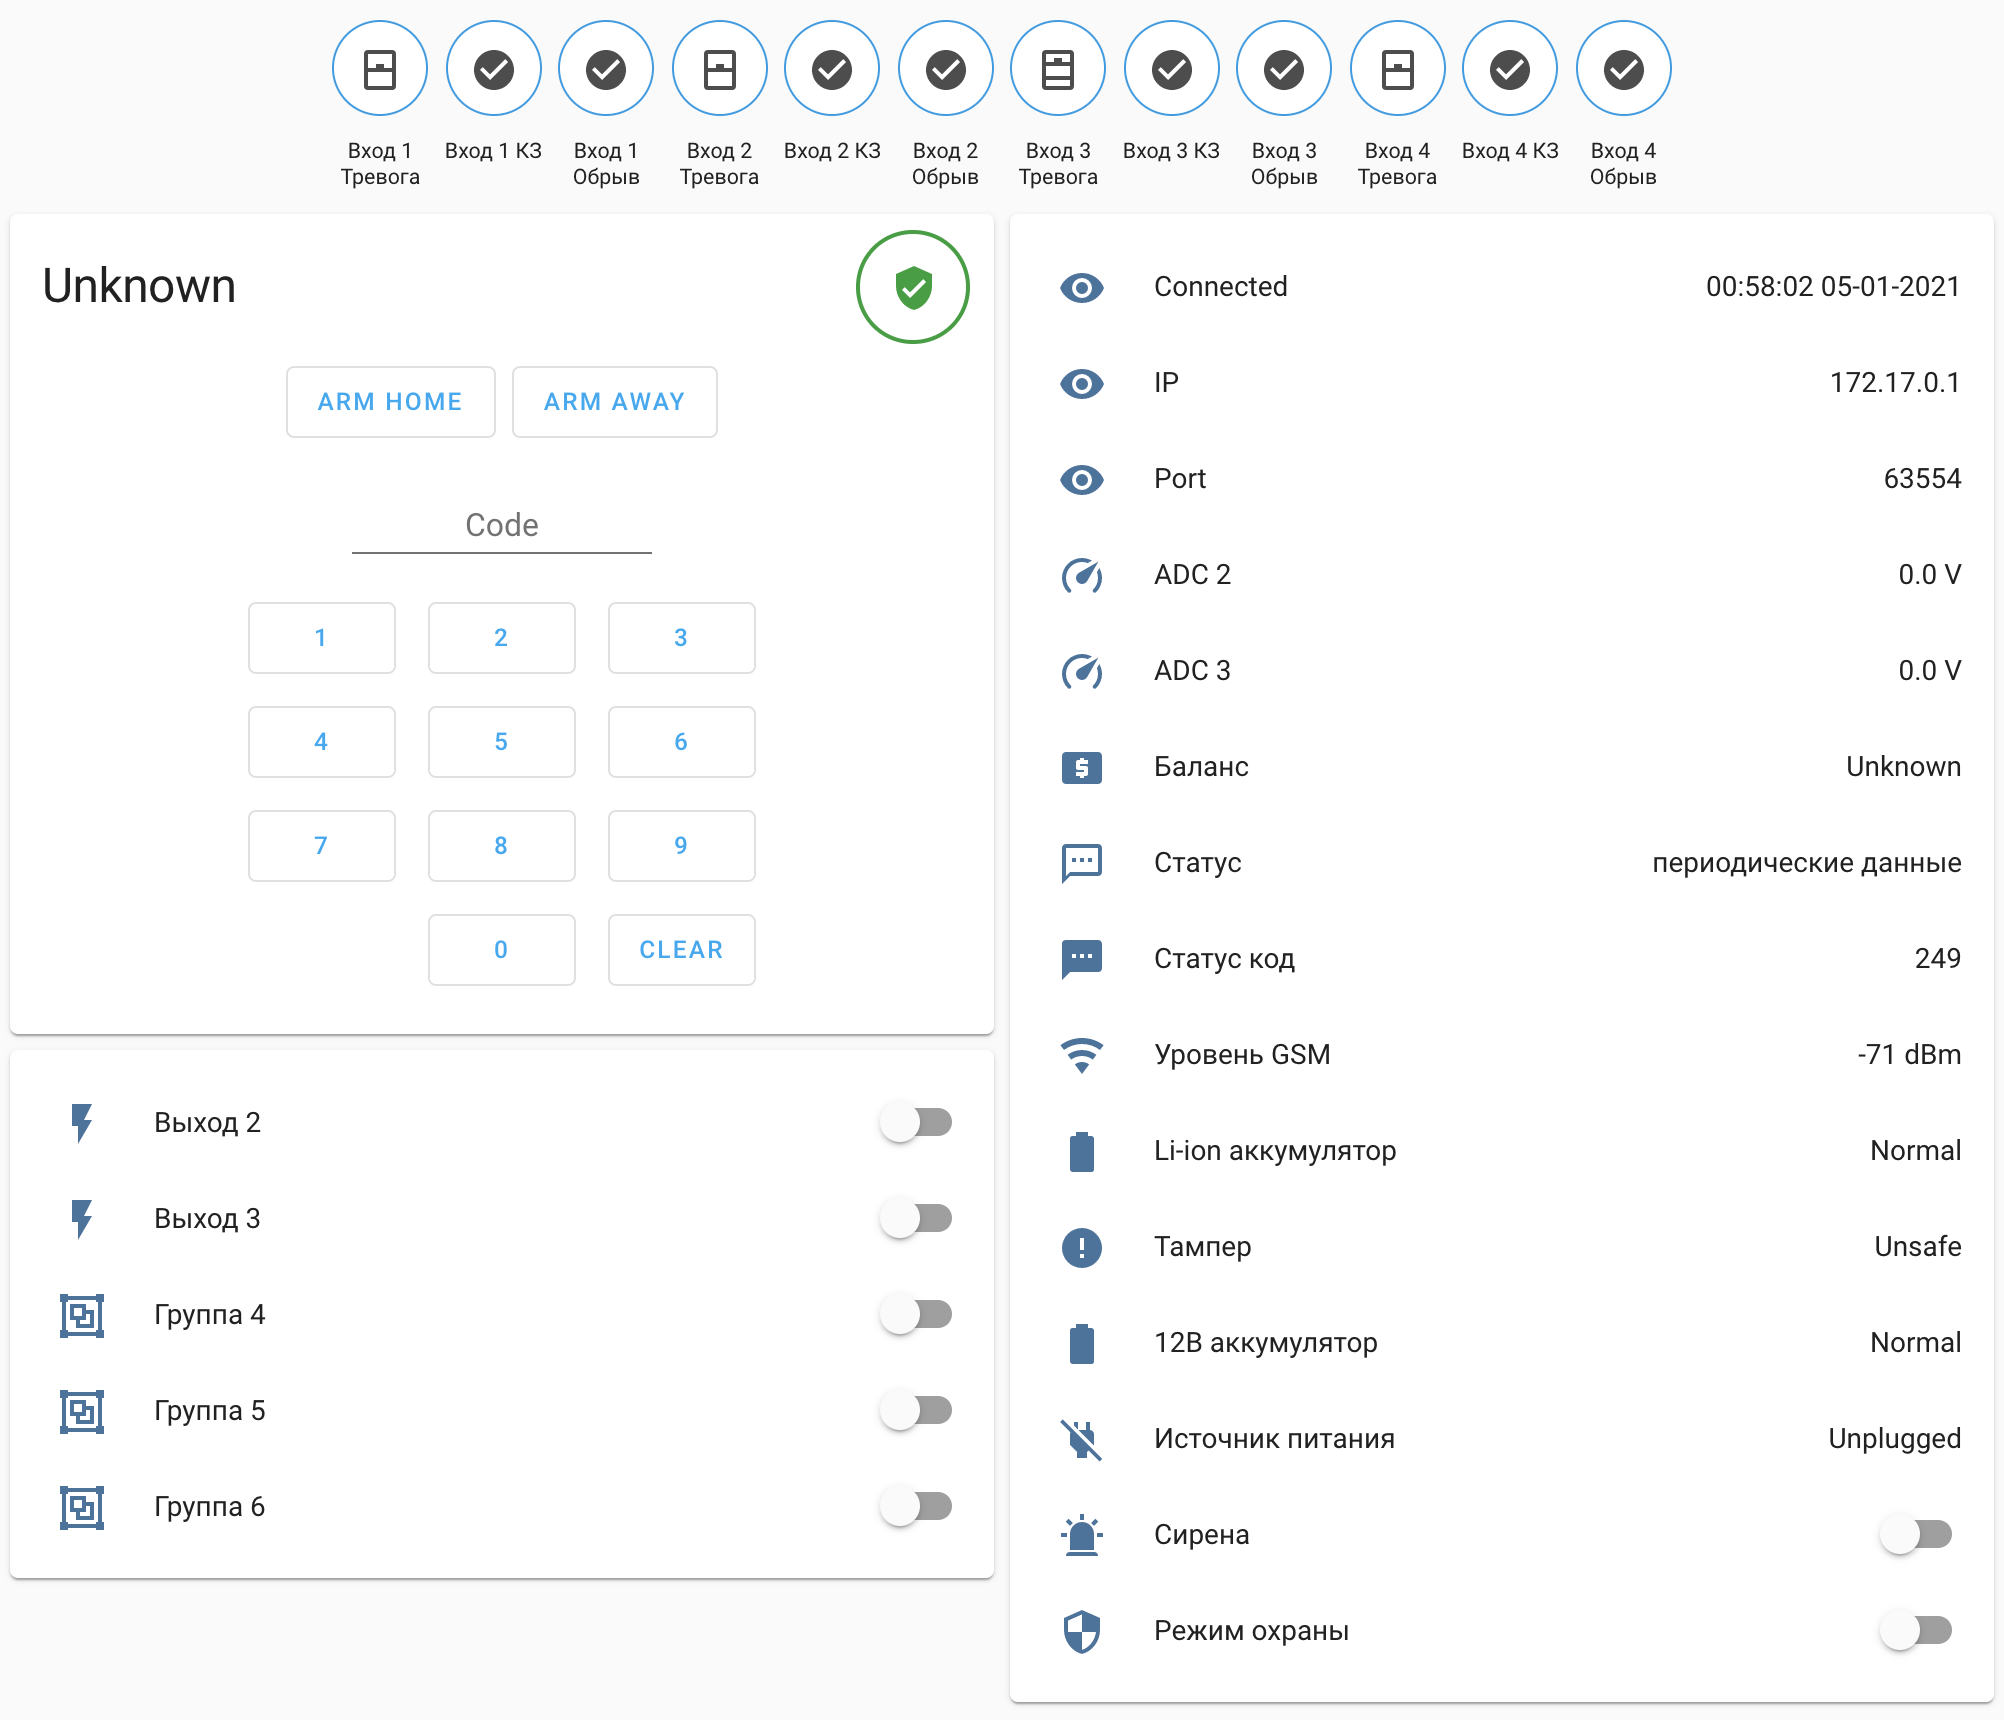 Вход 1
Тревога
Вход 1 КЗ
Вход 1
Обрыв
Вход 2
Тревога
Вход 2 КЗ
Вход 2
Обрыв
Вход 3
Тревога
Вход 3 КЗ
Вход 3
Обрыв
Вход 4
Тревога
Вход 4 КЗ
Вход 4
Обрыв
Unknown
ARM HOME
ARM AWAY
Code
1
2
3
4
5
6
7
8
9
0
CLEAR
Выход 2
Выход 3
Группа 4
Группа 5
Группа 6
Connected 00:58:02 05-01-2021
IP 172.17.0.1
Port 63554
ADC 2 0.0 V
ADC 3 0.0 V
Баланс Unknown
Статус периодические данные
Статус код 249
Уровень GSM -71 dBm
Li-ion аккумулятор Normal
Тампер Unsafe
12В аккумулятор Normal
Источник питания Unplugged
Сирена
Режим охраны